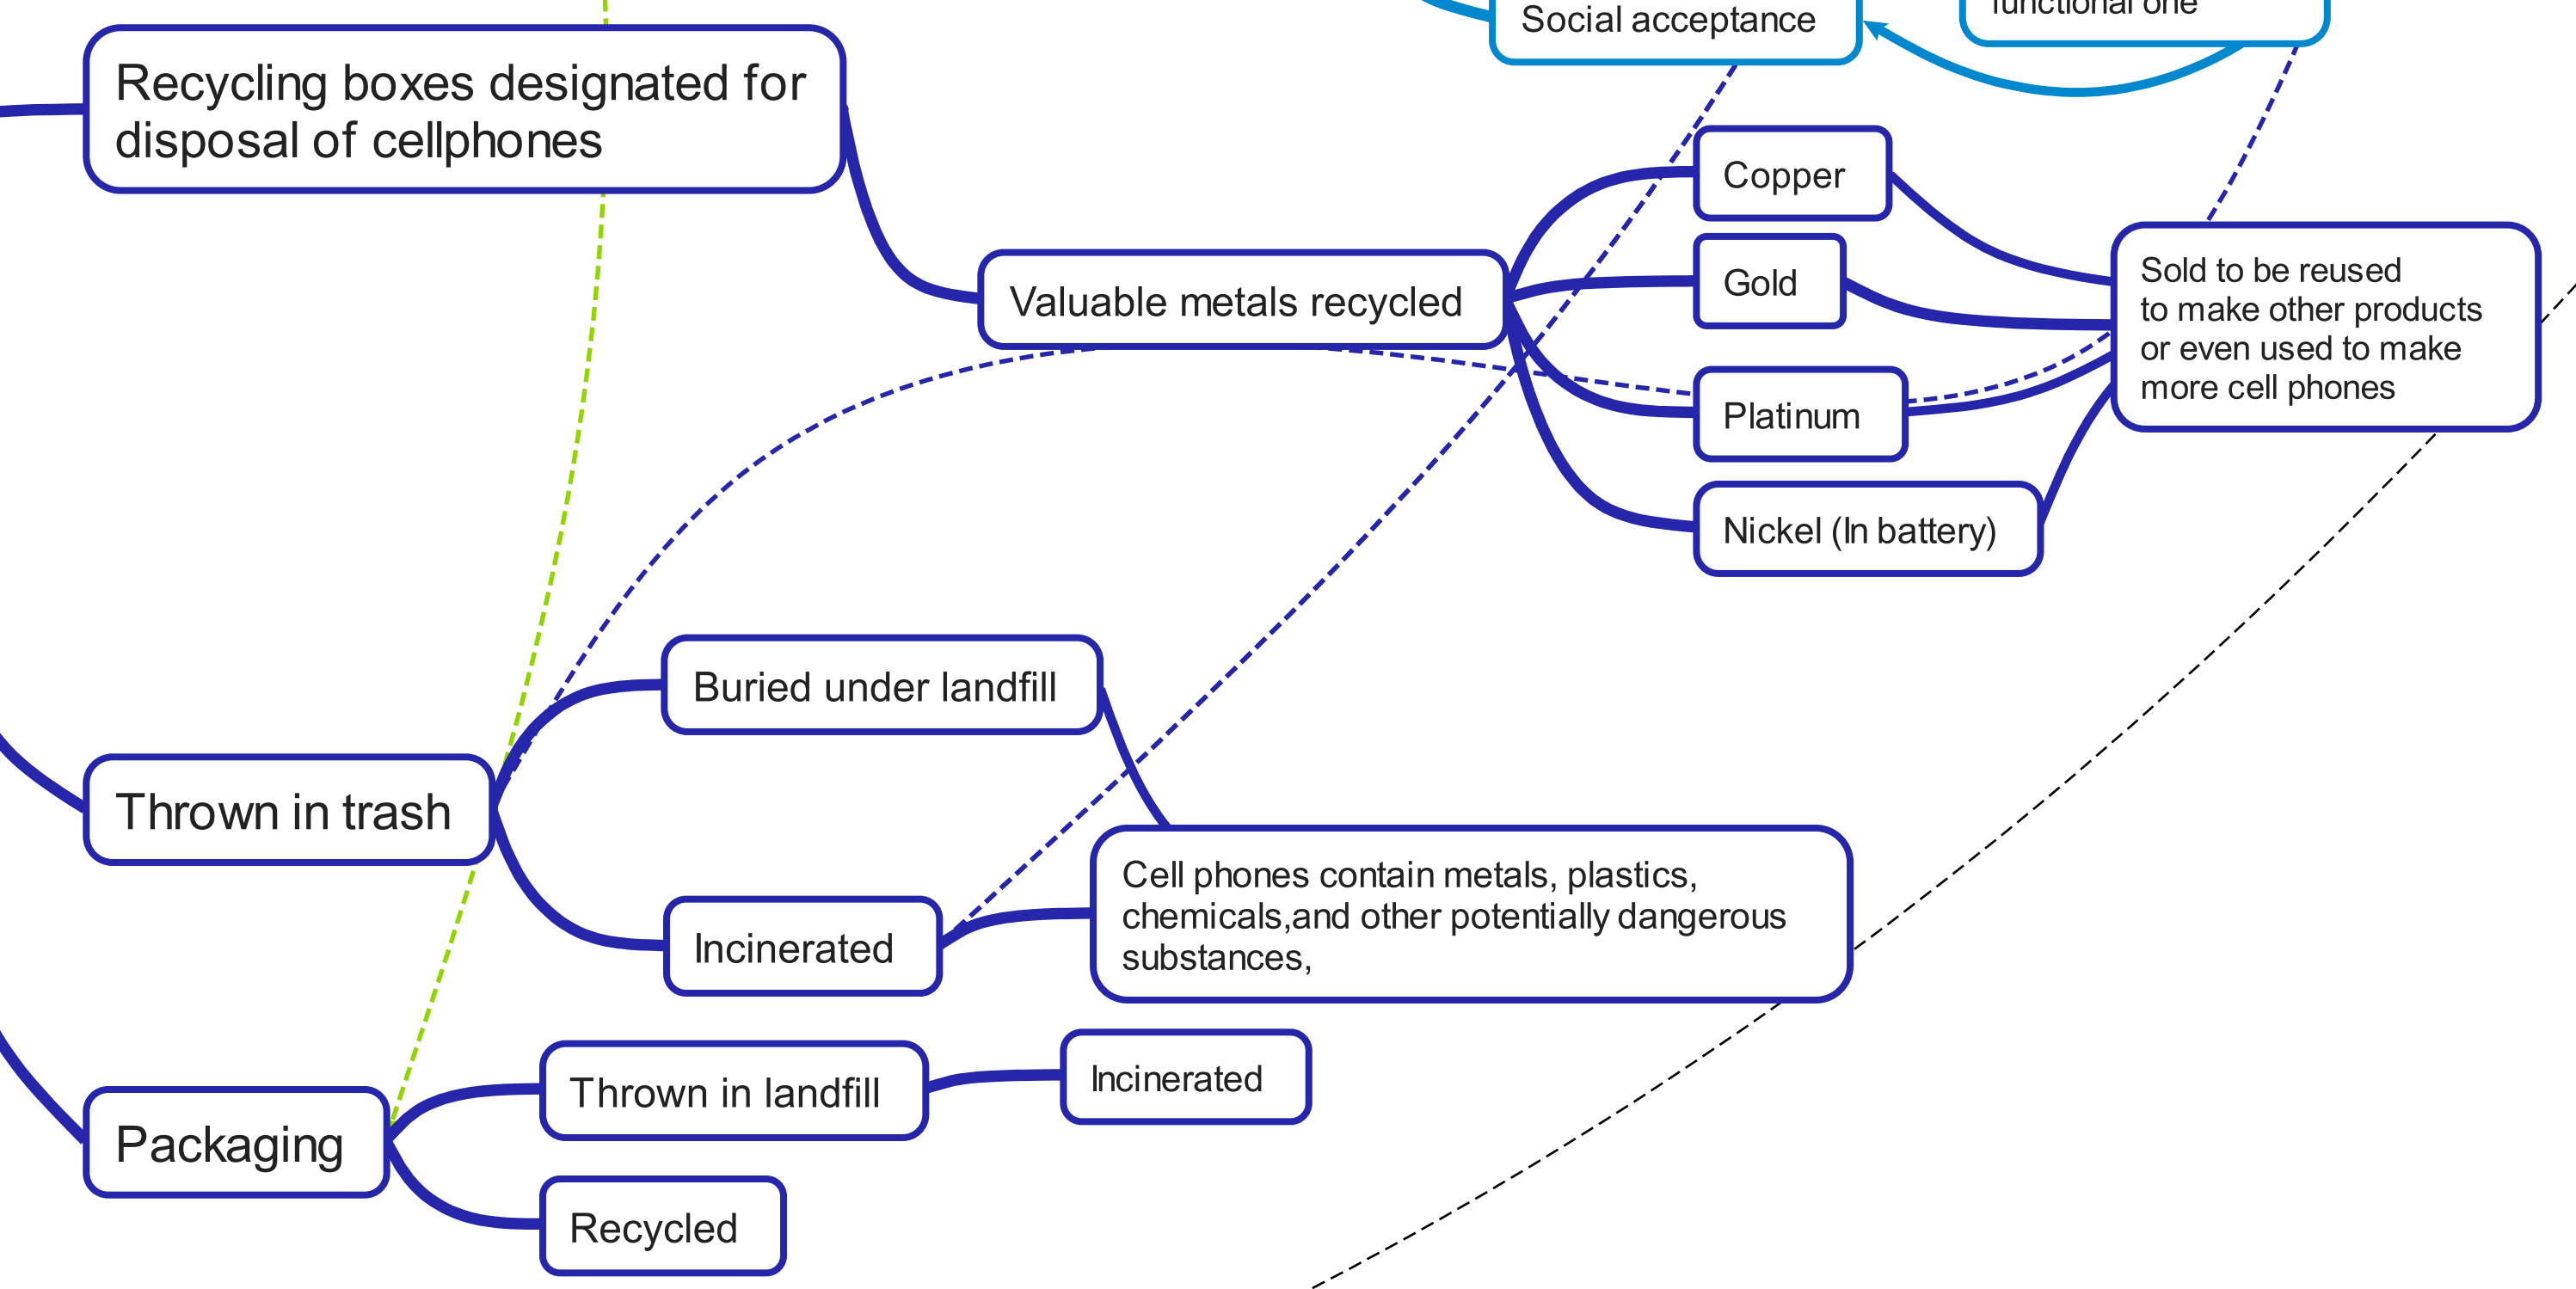 Social acceptance
functional one
Recycling boxes designated for
disposal of cellphones
Copper
Gold
Valuable metals recycled
Platinum
Nickel (In battery)
Sold to be reused
to make other products
or even used to make
more cell phones
Buried under landfill
Thrown in trash
Cell phones contain metals, plastics,
chemicals,and other potentially dangerous
substances,
Incinerated
Thrown in landfill
Incinerated
Packaging
Recycled